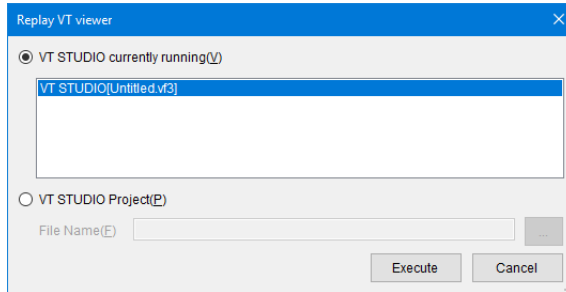 Replay VT viewer
VT STUDIO currently running(V)
VT STUDIO[Untitled.vf3]
VT STUDIO Project(P)
File Name(F)
...
Execute Cancel